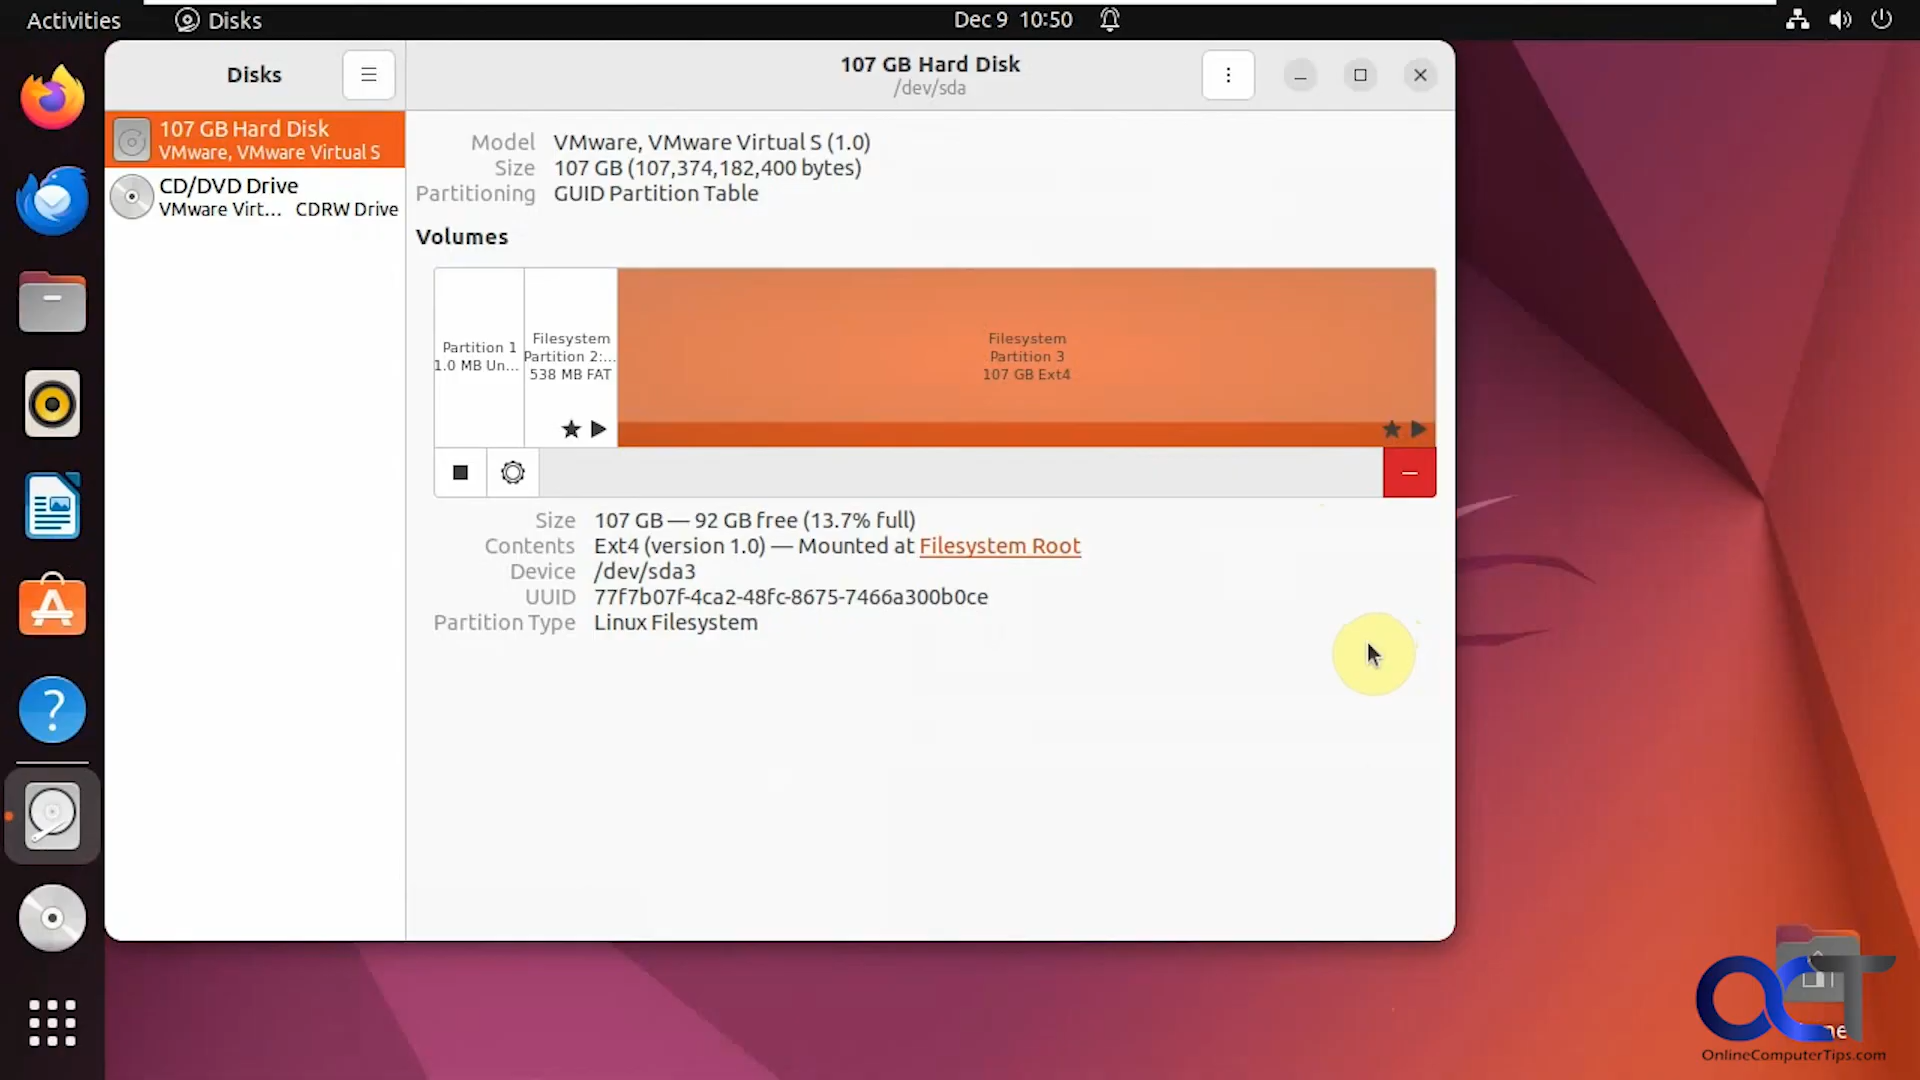 Activities
Disks
Dec 9 10:50
Disks
107 GB Hard Disk
/dev/sda
107 GB Hard Disk
VMware, VMware Virtual S
CD/DVD Drive
VMware Virt... CDRW Drive
Model VMware, VMware Virtual S (1.0)
Size 107 GB (107,374,182,400 bytes)
Partitioning GUID Partition Table
Volumes
Partition 1
1.0 MB Un...
Filesystem
Partition 2:...
538 MB FAT
Filesystem
Partition 3
107 GB Ext4
Size 107 GB — 92 GB free (13.7% full)
Contents Ext4 (version 1.0) — Mounted at Filesystem Root
Device /dev/sda3
UUID 77f7b07f-4ca2-48fc-8675-7466a300b0ce
Partition Type Linux Filesystem
OCT
OnlineComputerTips.com